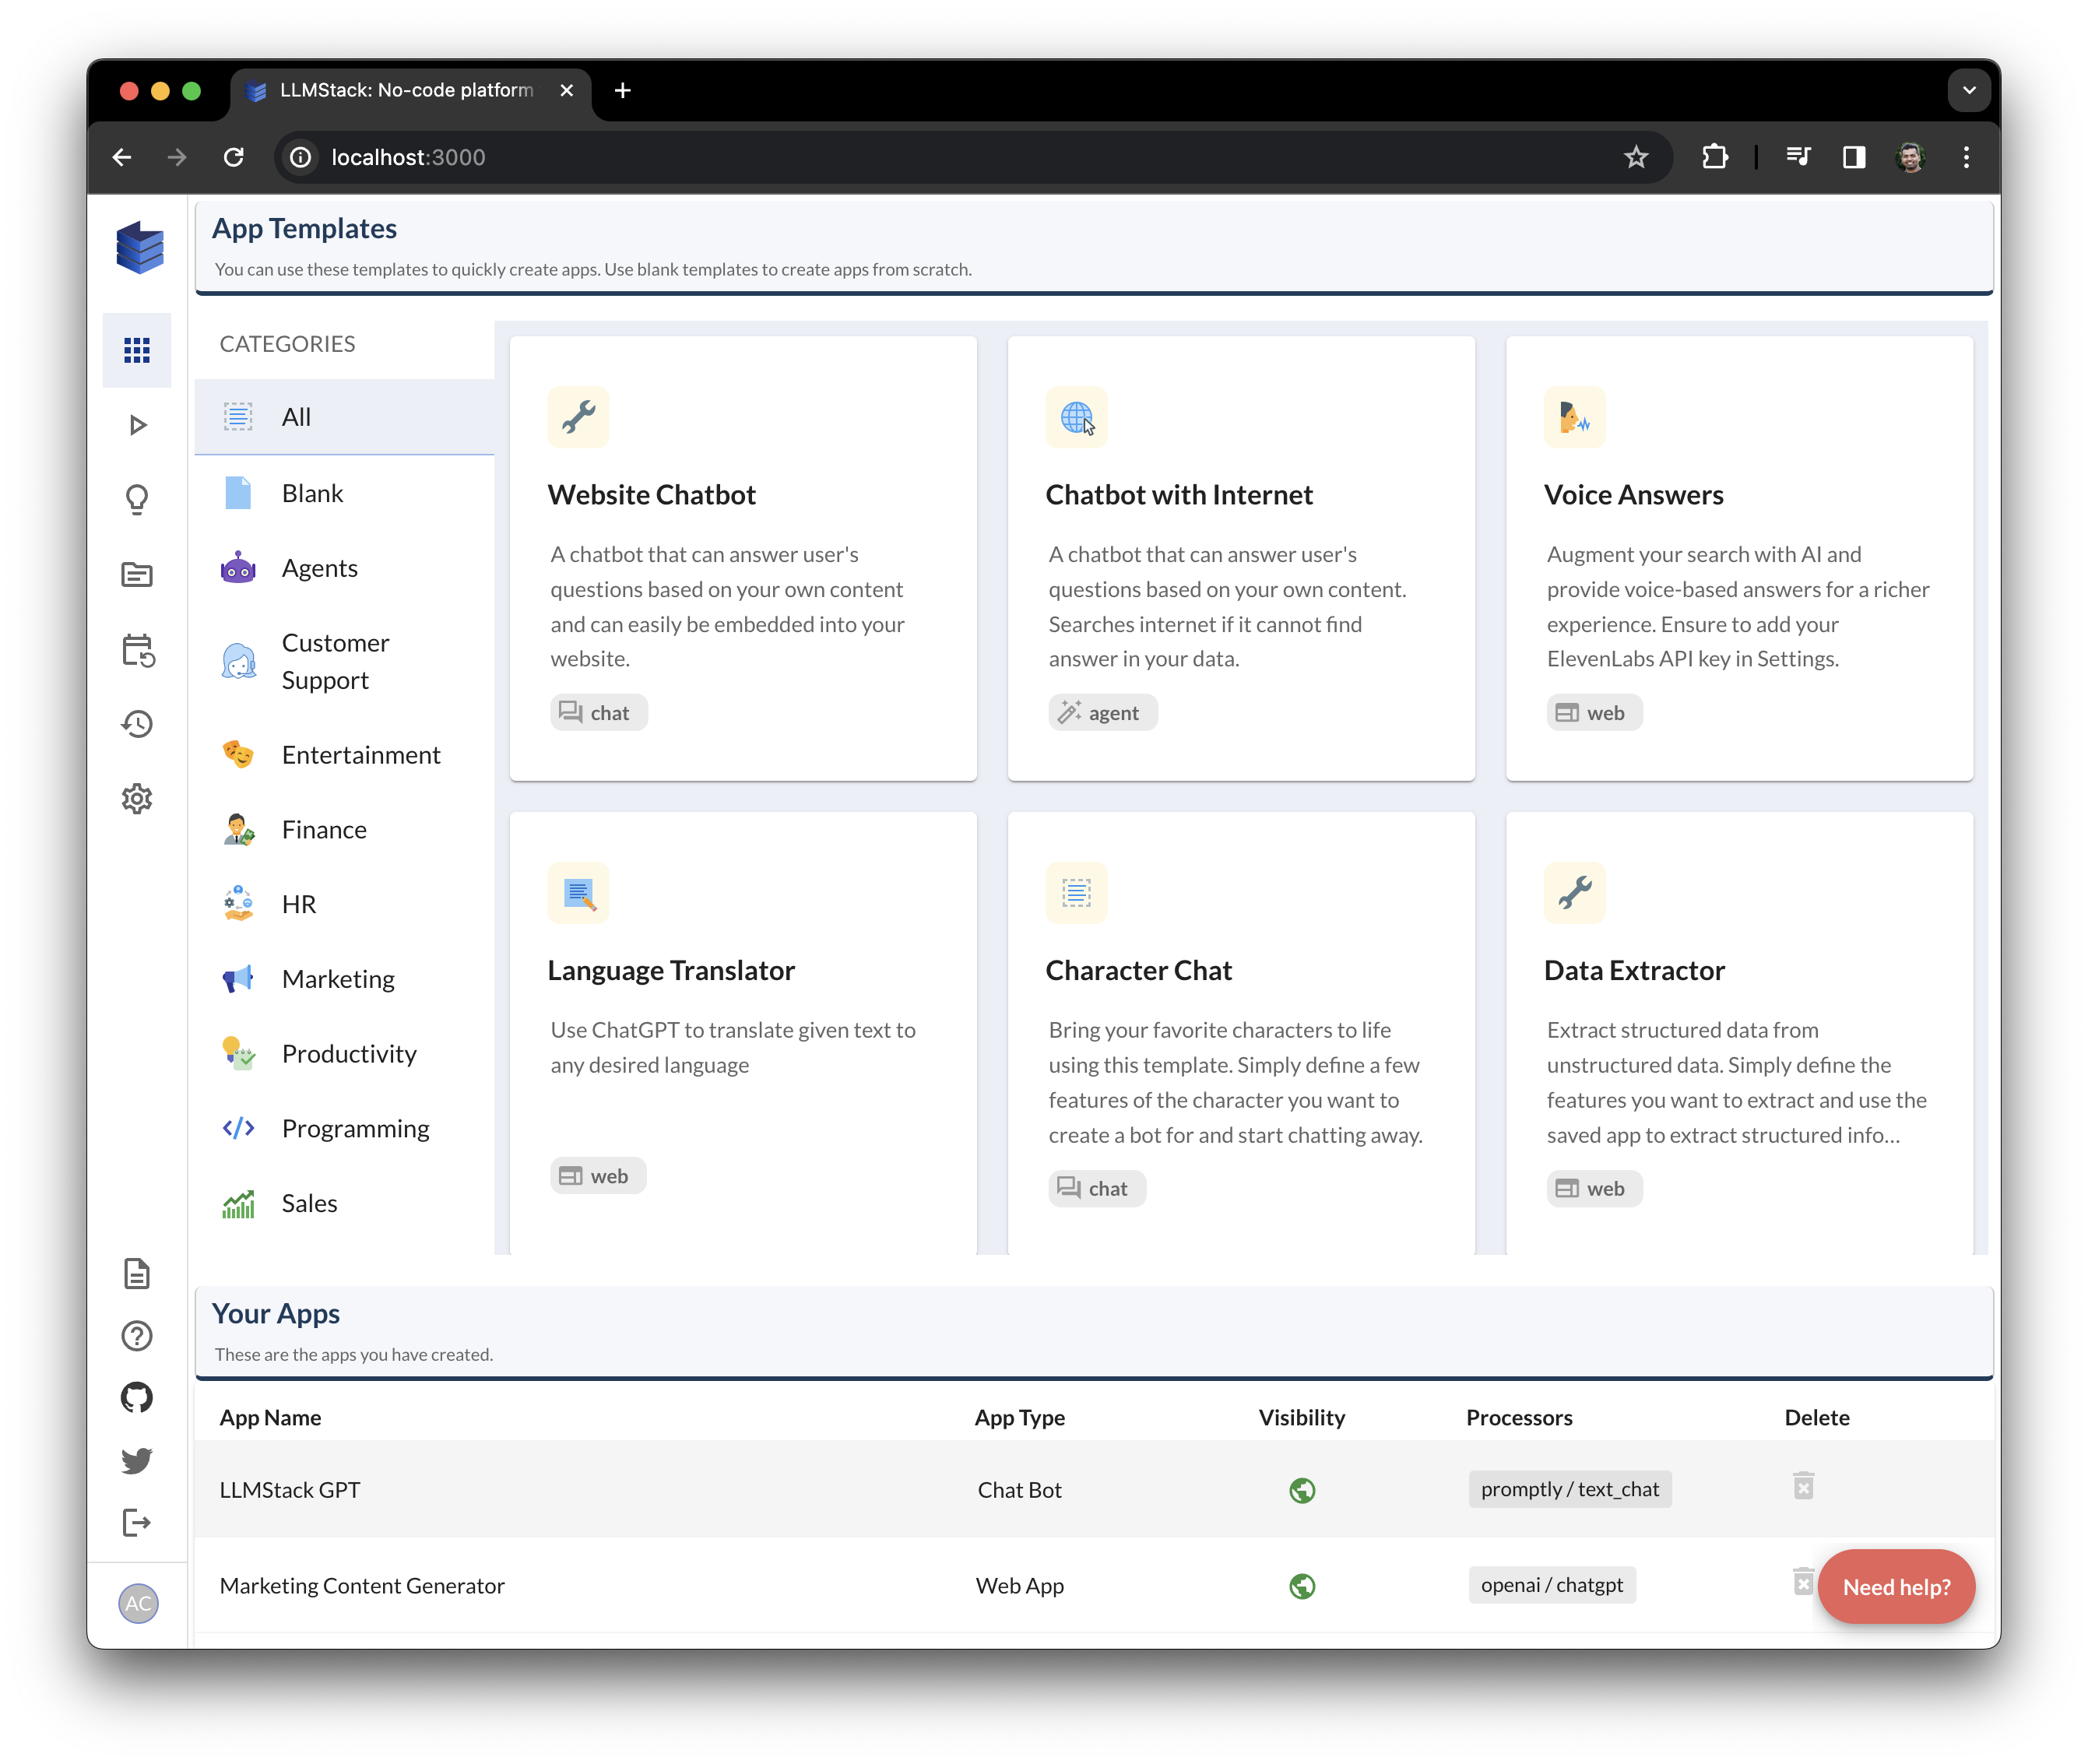 LLMStack: No-code platform
localhost:3000
App Templates
You can use these templates to quickly create apps. Use blank templates to create apps from scratch.
CATEGORIES
All
Blank
Agents
Customer
Support
Entertainment
Finance
HR
Marketing
Productivity
Programming
Sales
Website Chatbot
A chatbot that can answer user's
questions based on your own content
and can easily be embedded into your
website.
chat
Chatbot with Internet
A chatbot that can answer user's
questions based on your own content.
Searches internet if it cannot find
answer in your data.
agent
Voice Answers
Augment your search with AI and
provide voice-based answers for a richer
experience. Ensure to add your
ElevenLabs API key in Settings.
web
Language Translator
Use ChatGPT to translate given text to
any desired language
web
Character Chat
Bring your favorite characters to life
using this template. Simply define a few
features of the character you want to
create a bot for and start chatting away.
chat
Data Extractor
Extract structured data from
unstructured data. Simply define the
features you want to extract and use the
saved app to extract structured info...
web
Your Apps
These are the apps you have created.
App Name App Type Visibility Processors Delete
LLMStack GPT Chat Bot promptly / text_chat
Marketing Content Generator Web App openai / chatgpt
Need help?
AC